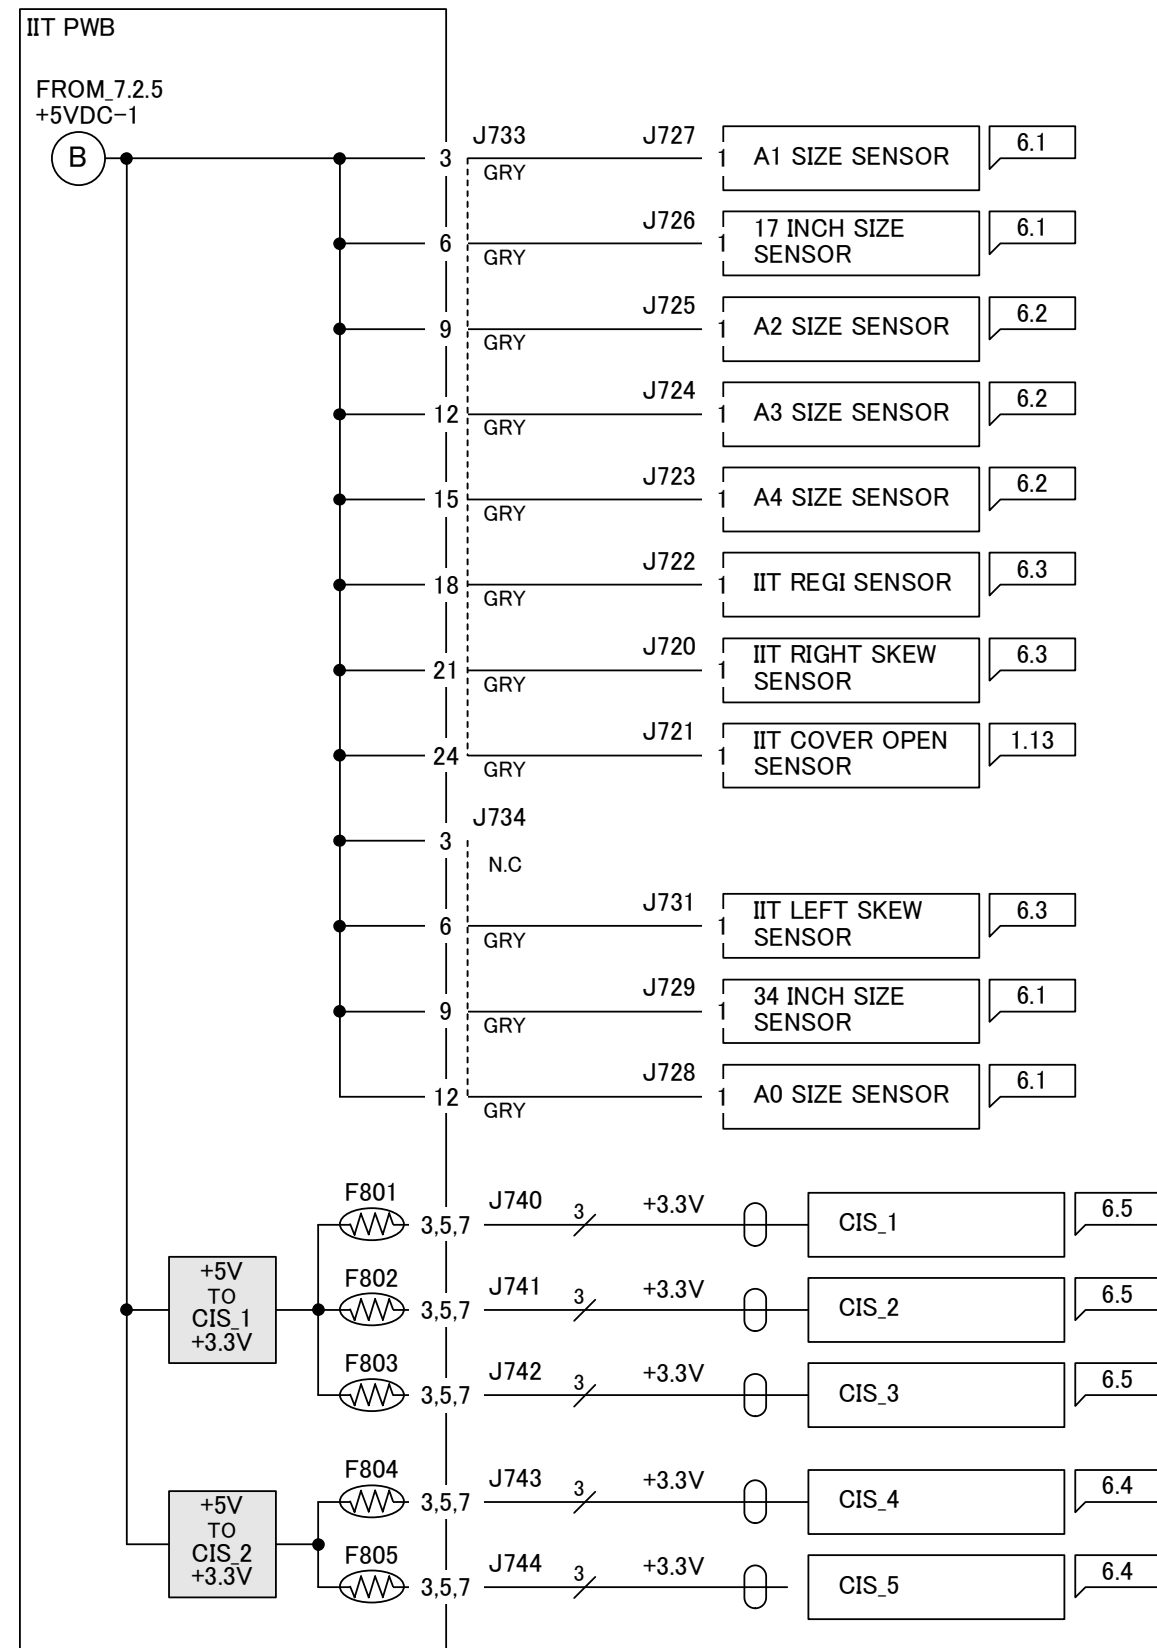 IIT PWB
FROM_7.2.5
+5VDC-1
B
3
J733
GRY
J727
1
A1 SIZE SENSOR
6.1
6
GRY
J726
1
17 INCH SIZE
SENSOR
6.1
9
GRY
J725
1
A2 SIZE SENSOR
6.2
12
GRY
J724
1
A3 SIZE SENSOR
6.2
15
GRY
J723
1
A4 SIZE SENSOR
6.2
18
GRY
J722
1
IIT REGI SENSOR
6.3
21
GRY
J720
1
IIT RIGHT SKEW
SENSOR
6.3
24
GRY
J721
1
IIT COVER OPEN
SENSOR
1.13
3
J734
N.C
6
GRY
J731
1
IIT LEFT SKEW
SENSOR
6.3
9
GRY
J729
1
34 INCH SIZE
SENSOR
6.1
12
GRY
J728
1
A0 SIZE SENSOR
6.1
+5V
TO
CIS_1
+3.3V
F801
3,5,7
J740
3
+3.3V
CIS_1
6.5
F802
3,5,7
J741
3
+3.3V
CIS_2
6.5
F803
3,5,7
J742
3
+3.3V
CIS_3
6.5
+5V
TO
CIS_2
+3.3V
F804
3,5,7
J743
3
+3.3V
CIS_4
6.4
F805
3,5,7
J744
3
+3.3V
CIS_5
6.4